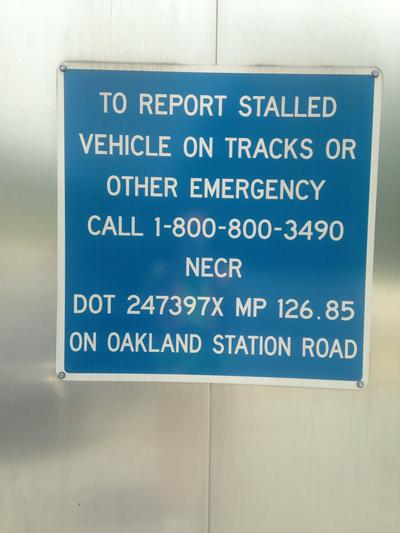 TO REPORT STALLED
VEHICLE ON TRACKS OR
OTHER EMERGENCY
CALL 1-800-800-3490
NECR
DOT 247397X MP 126.85
ON OAKLAND STATION ROAD